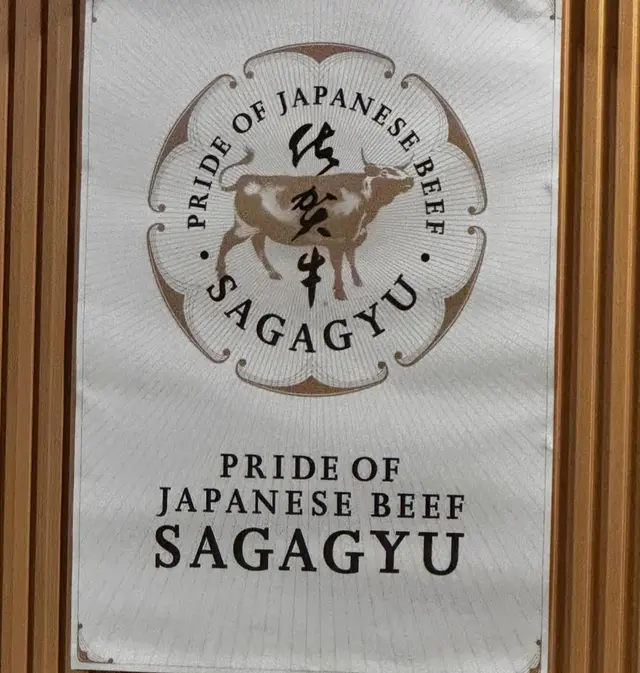 PRIDE OF JAPANESE BEEF
佐賀牛
• SAGAGYU •
PRIDE OF
JAPANESE BEEF
SAGAGYU